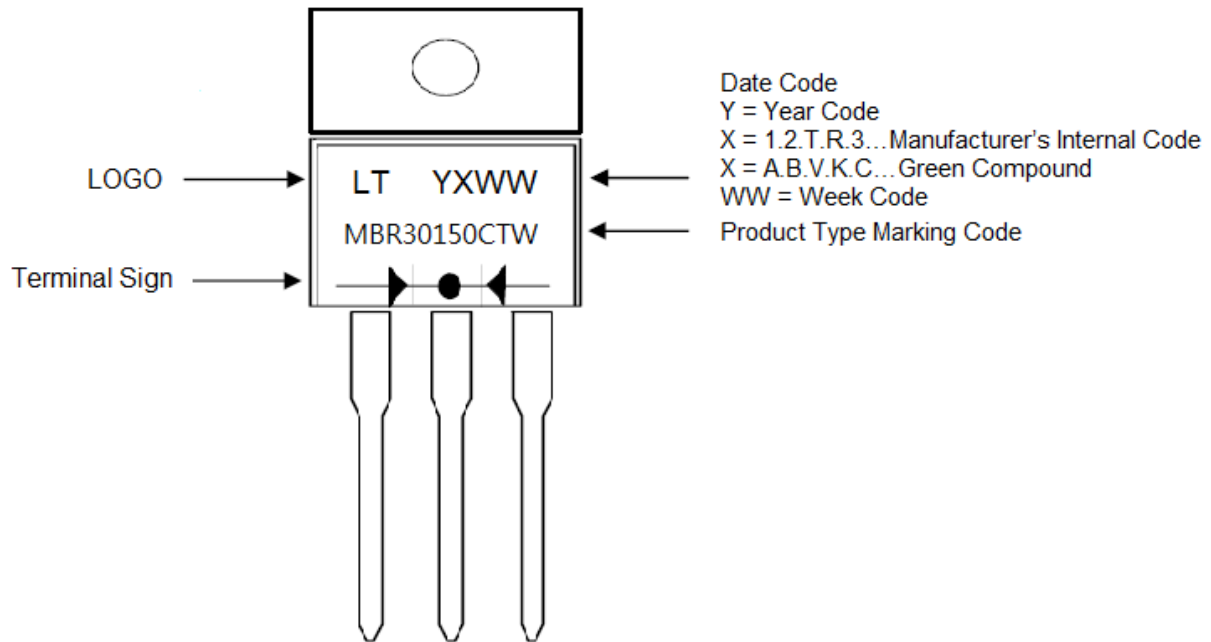 Date Code
Y = Year Code
X = 1.2.T.R.3...Manufacturer's Internal Code
X = A.B.V.K.C...Green Compound
WW = Week Code
LOGO
LT YXWW
MBR30150CTW
Product Type Marking Code
Terminal Sign